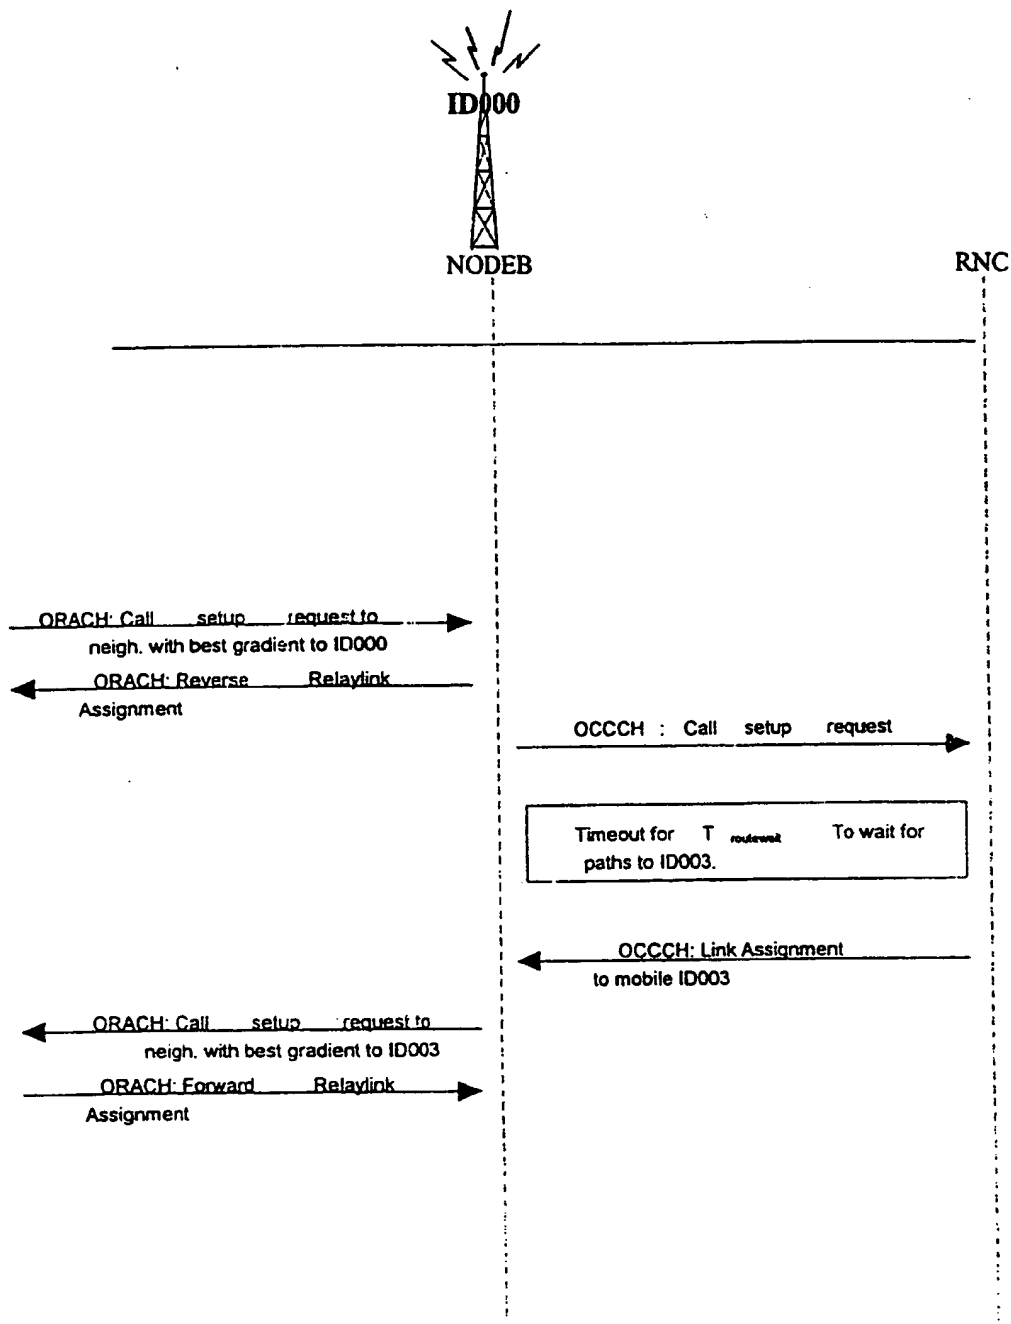 ID000
NODEB
RNC
ORACH: Call setup request to
neigh. with best gradient to ID000
ORACH: Reverse Relaylink
Assignment
OCCCH : Call setup request
Timeout for T routewait To wait for
paths to ID003.
OCCCH: Link Assignment
to mobile ID003
ORACH: Call setup request to
neigh. with best gradient to ID003
ORACH: Forward Relaylink
Assignment